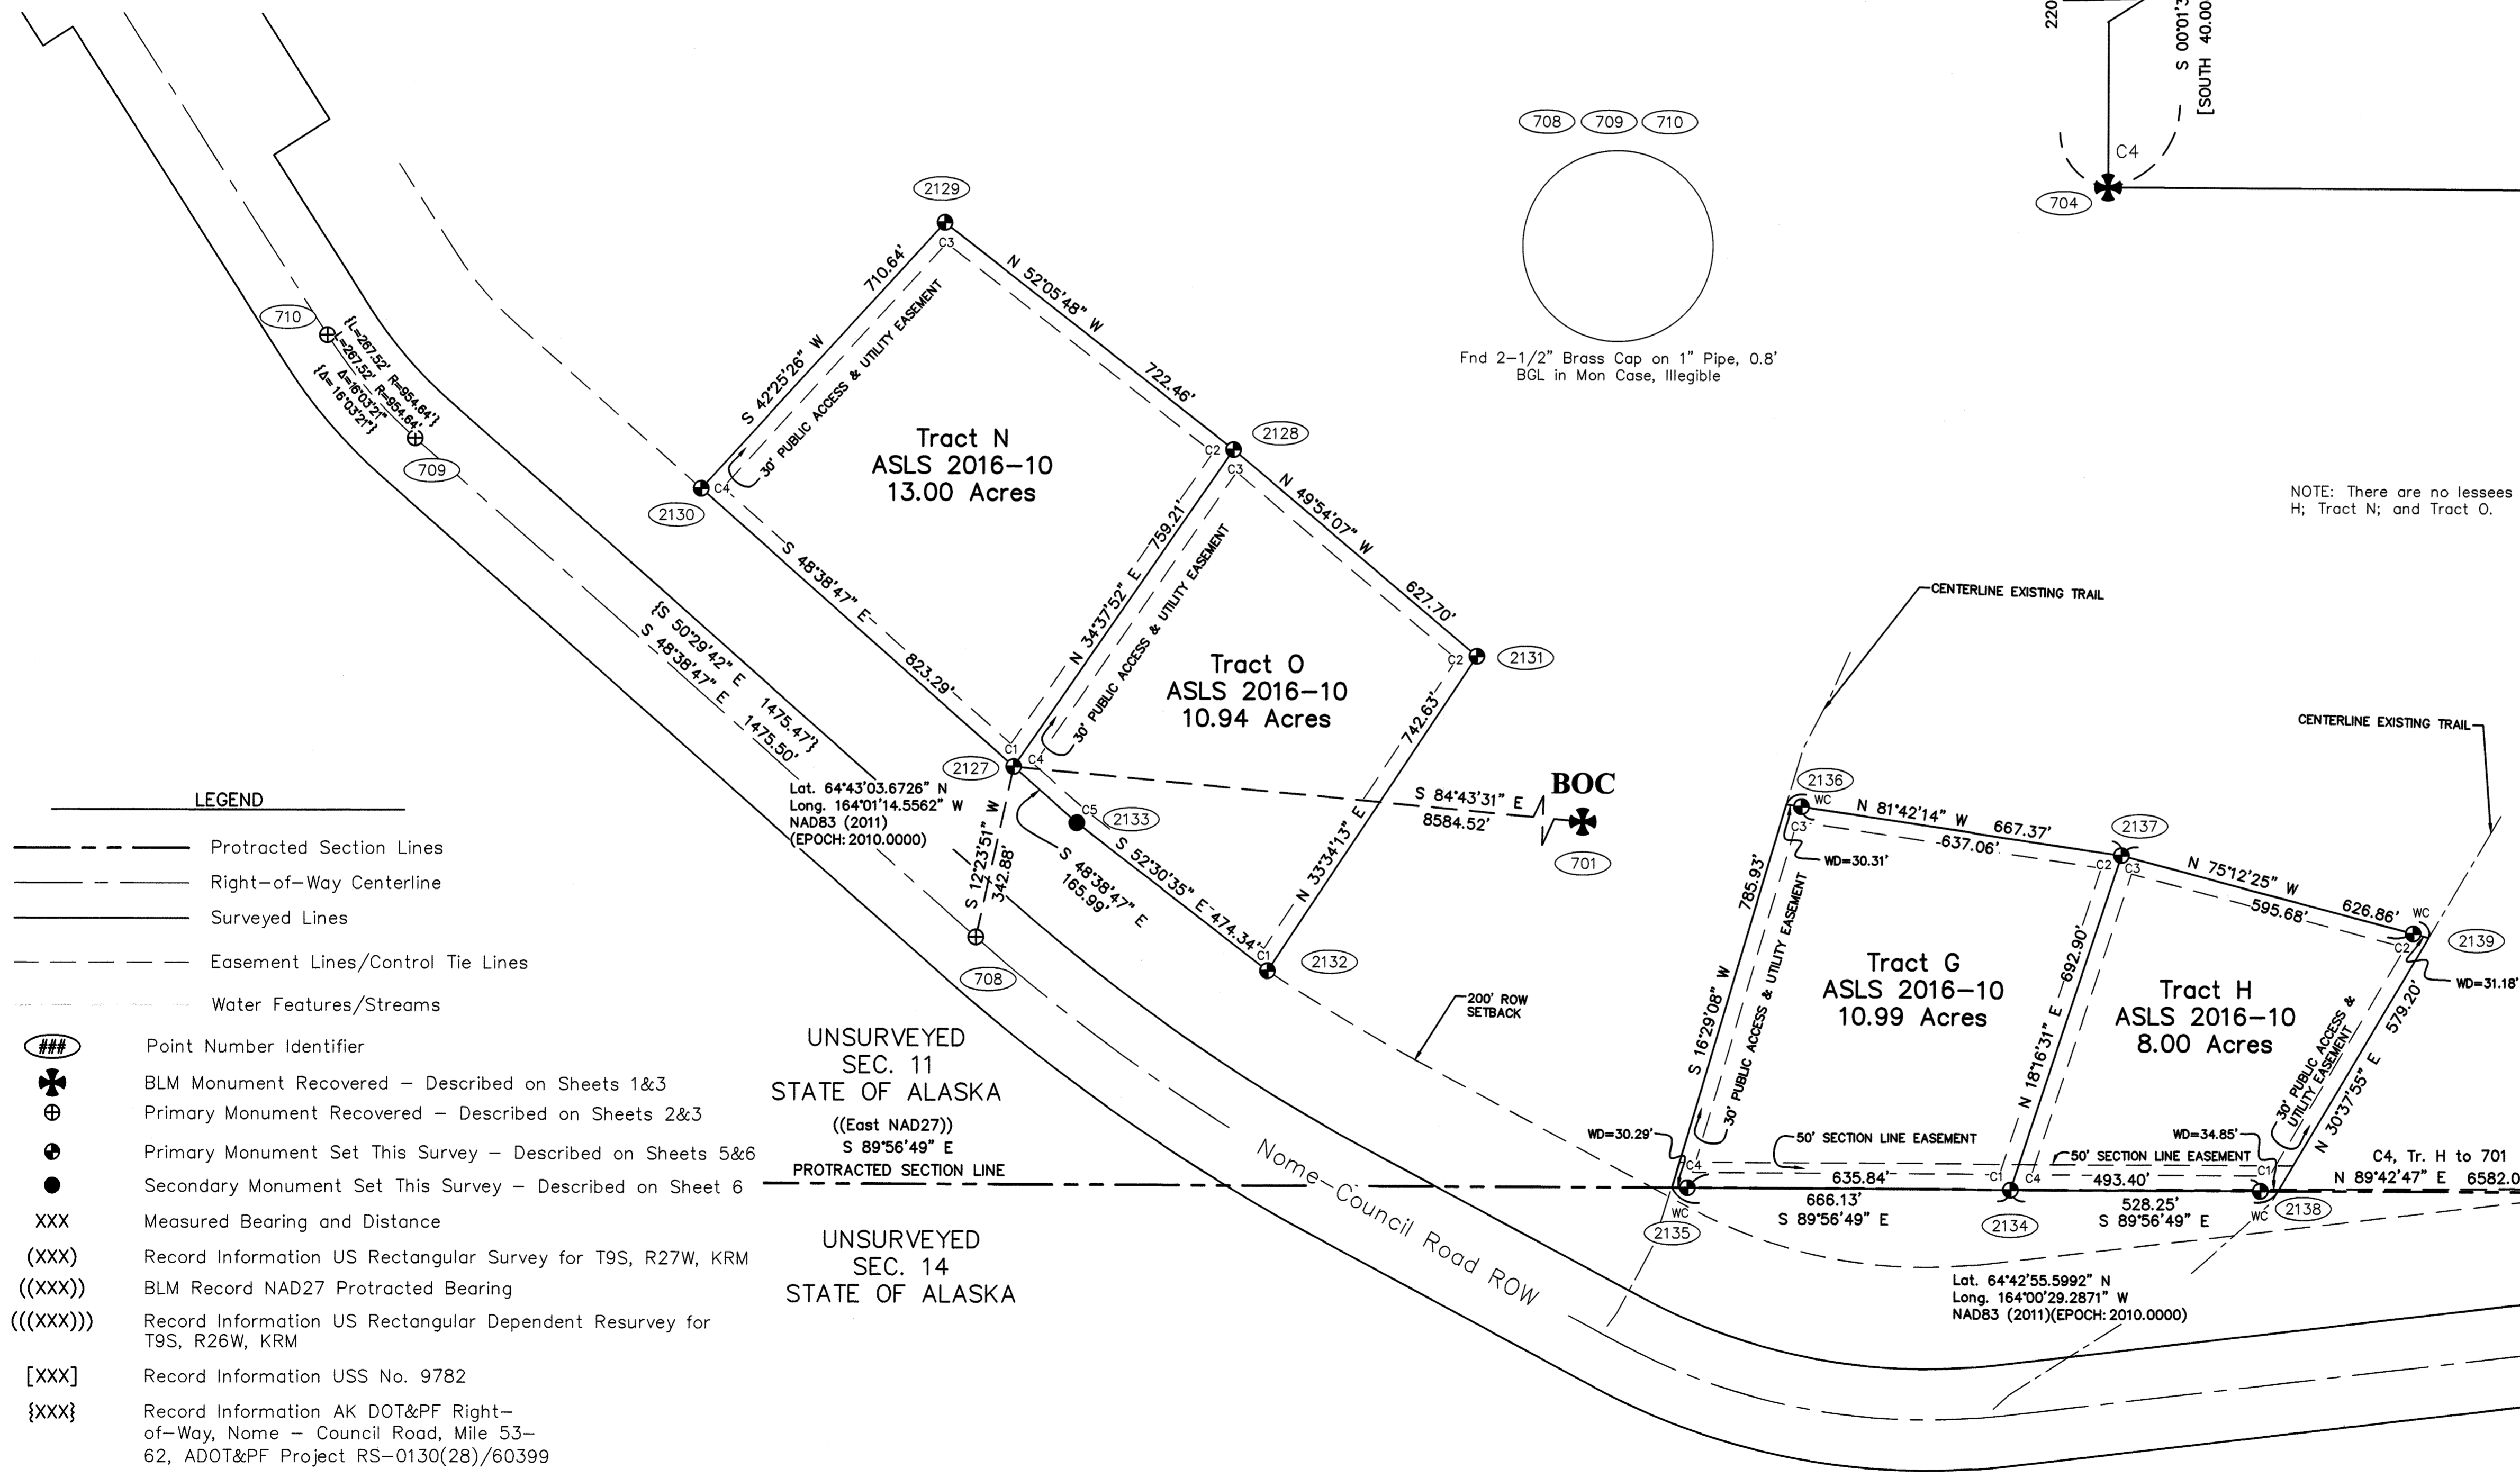 220
S 00°01'3
[SOUTH 40.00
C4
704
708 709 710
Fnd 2-1/2" Brass Cap on 1" Pipe, 0.8'
BGL in Mon Case, Illegible
NOTE: There are no lessees
H; Tract N; and Tract O.
710
{L=267.52' R=954.64'}
L=267.52' R=954.64'
Δ=16°03'21"
{Δ=16°03'21"}
709
2129
C3
710.64'
S 42°25'26" W
30' PUBLIC ACCESS & UTILITY EASEMENT
N 52°05'48" W
722.46'
Tract N
ASLS 2016-10
13.00 Acres
C2
2128
C3
C4
2130
S 48°38'47" E
823.29'
N 34°37'52" E
759.21'
30' PUBLIC ACCESS & UTILITY EASEMENT
N 49°54'07" W
627.70'
Tract O
ASLS 2016-10
10.94 Acres
C2
2131
742.63'
N 33°34'13" E
{S 50°29'42" E 1475.47'}
S 48°38'47" E 1475.50'
C1
C4
2127
Lat. 64°43'03.6726" N
Long. 164°01'14.5562" W
NAD83 (2011)
(EPOCH: 2010.0000)
C5
2133
S 12°23'51" W
342.88'
S 48°38'47" E
165.99'
S 52°30'35" E
474.34'
C1
2132
708
S 84°43'31" E
8584.52'
BOC
701
200' ROW
SETBACK
CENTERLINE EXISTING TRAIL
CENTERLINE EXISTING TRAIL
2136
WC
C3
N 81°42'14" W
667.37'
637.06'
WD=30.31'
2137
C2
C3
N 75°12'25" W
626.86'
595.68'
WC
C2
2139
WD=31.18'
785.93'
S 16°29'08" W
30' PUBLIC ACCESS & UTILITY EASEMENT
Tract G
ASLS 2016-10
10.99 Acres
692.90'
N 18°16'31" E
Tract H
ASLS 2016-10
8.00 Acres
579.20'
N 30°37'55" E
30' PUBLIC ACCESS &
UTILITY EASEMENT
WD=30.29'
50' SECTION LINE EASEMENT
WD=34.85'
50' SECTION LINE EASEMENT
C4
C1
C4
C1
635.84'
493.40'
666.13'
S 89°56'49" E
528.25'
S 89°56'49" E
WC
2135
2134
WC
2138
C4, Tr. H to 701
N 89°42'47" E 6582.0
Lat. 64°42'55.5992" N
Long. 164°00'29.2871" W
NAD83 (2011)(EPOCH: 2010.0000)
Nome-Council Road ROW
UNSURVEYED
SEC. 11
STATE OF ALASKA
((East NAD27))
S 89°56'49" E
PROTRACTED SECTION LINE
UNSURVEYED
SEC. 14
STATE OF ALASKA
LEGEND
Protracted Section Lines
Right-of-Way Centerline
Surveyed Lines
Easement Lines/Control Tie Lines
Water Features/Streams
### Point Number Identifier
BLM Monument Recovered - Described on Sheets 1&3
Primary Monument Recovered - Described on Sheets 2&3
Primary Monument Set This Survey - Described on Sheets 5&6
Secondary Monument Set This Survey - Described on Sheet 6
XXX Measured Bearing and Distance
(XXX) Record Information US Rectangular Survey for T9S, R27W, KRM
((XXX)) BLM Record NAD27 Protracted Bearing
(((XXX))) Record Information US Rectangular Dependent Resurvey for
T9S, R26W, KRM
[XXX] Record Information USS No. 9782
{XXX} Record Information AK DOT&PF Right-
of-Way, Nome - Council Road, Mile 53-
62, ADOT&PF Project RS-0130(28)/60399